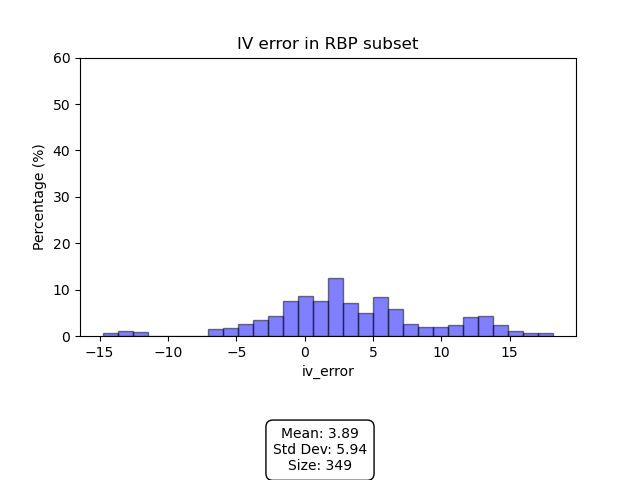 IV error in RBP subset
Percentage (%)
60
50
40
30
20
10
0
−15
−10
−5
0
5
10
15
iv_error
Mean: 3.89
Std Dev: 5.94
Size: 349